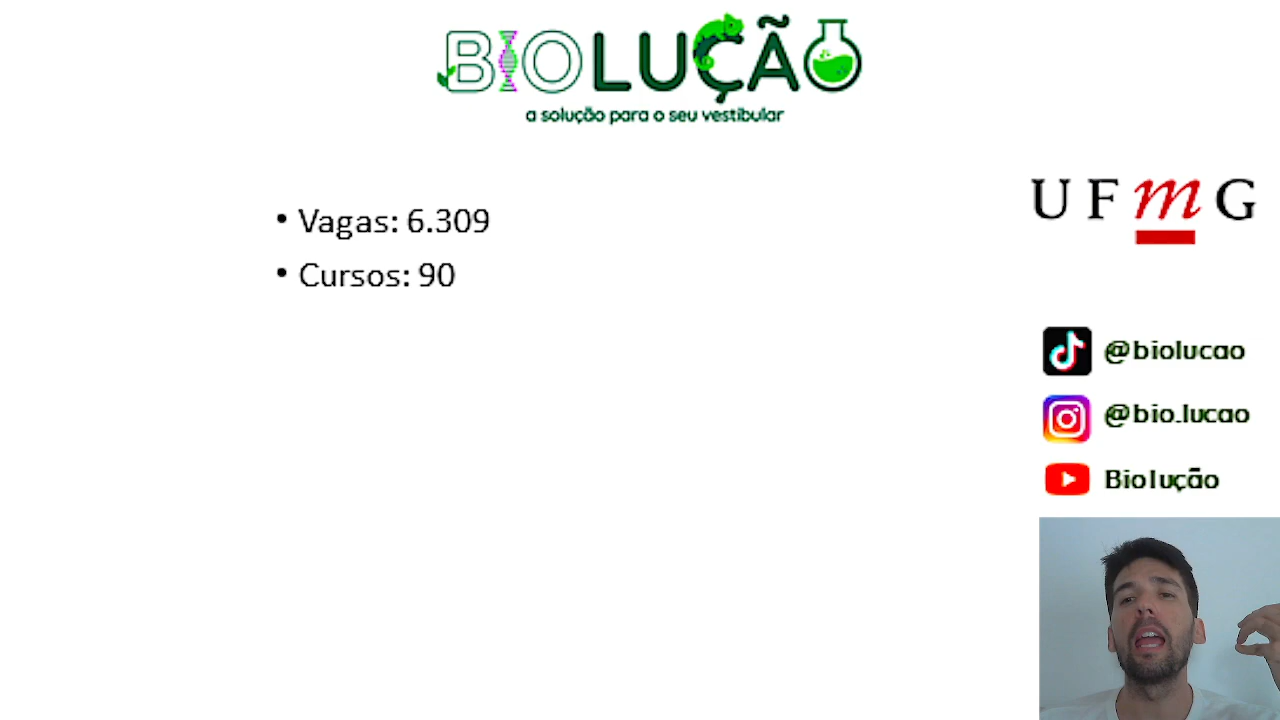 BIOLUÇÃO
a solução para o seu vestibular
UFmG
• Vagas: 6.309
• Cursos: 90
@biolucao
@bio.lucao
Biolução